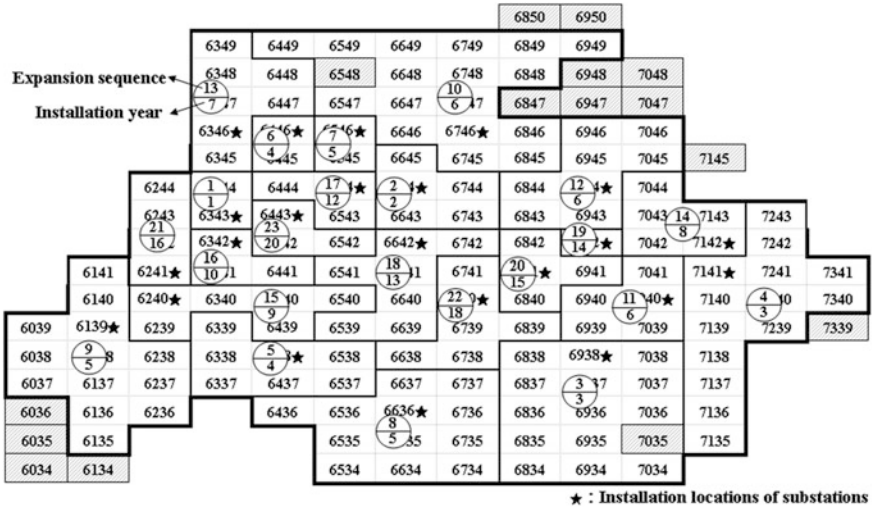 6850 6950
6349 6449 6549 6649 6749 6849 6949
Expansion sequence
6348 6448 6548 6648 6748 6848 6948 7048
13
7
10
6
Installation year
6447 6547 6647 6847 6947 7047
6346★ ★ ★ 6646 6746★ 6846 6946 7046
6
4
7
5
6345 6645 6745 6845 6945 7045 7145
6244 6444 ★ ★ 6744 6844 ★ 7044
1
1
17
12
2
2
12
6
6243 6343★ 6443★ 6543 6643 6743 6843 6943 7043 7143 7243
21
16
23
20
19
14
14
8
6342★ 6542 6642★ 6742 6842 ★ 7042 7142★ 7242
6141 6241★ 6441 6541 6741 ★ 6941 7041 7141★ 7241 7341
16
10
18
13
20
15
6140 6240★ 6340 6540 6640 ★ 6840 6940 ★ 7140 7340
15
9
22
18
11
6
4
3
6039 6139★ 6239 6339 6439 6539 6639 6739 6839 6939 7039 7139 7239 7339
6038 6238 6338 ★ 6538 6638 6738 6838 6938★ 7038 7138
9
5
5
4
6037 6137 6237 6337 6437 6537 6637 6737 6837 7037 7137
3
3
6036 6136 6236 6436 6536 6636★ 6736 6836 6936 7036 7136
8
5
6035 6135 6535 6735 6835 6935 7035 7135
6034 6134 6534 6634 6734 6834 6934 7034
★ : Installation locations of substations